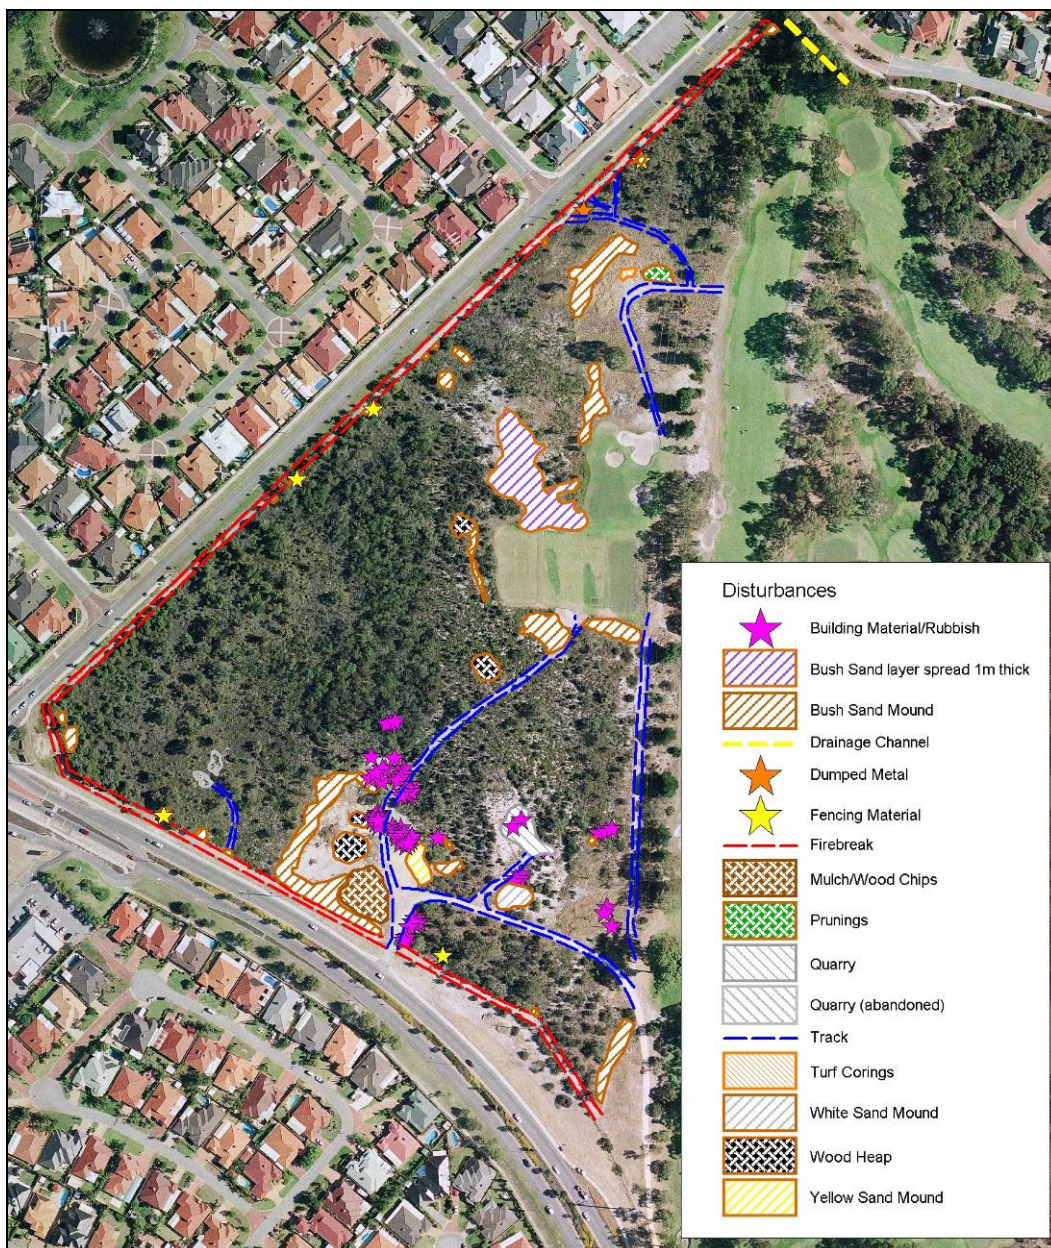 Disturbances
Building Material/Rubbish
Bush Sand layer spread 1m thick
Bush Sand Mound
Drainage Channel
Dumped Metal
Fencing Material
Firebreak
Mulch/Wood Chips
Prunings
Quarry
Quarry (abandoned)
Track
Turf Corings
White Sand Mound
Wood Heap
Yellow Sand Mound